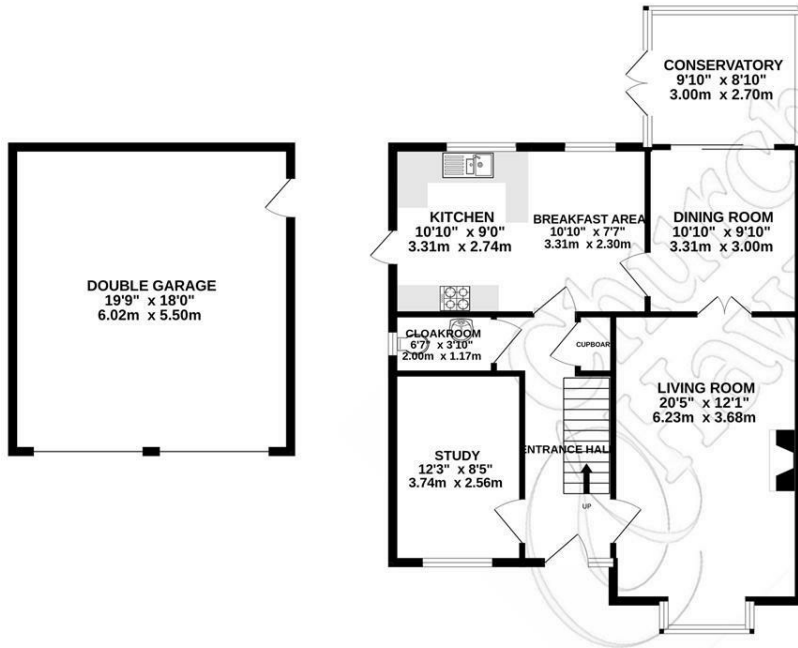 CONSERVATORY
9'10" x 8'10"
3.00m x 2.70m
KITCHEN
10'10" x 9'0"
3.31m x 2.74m
BREAKFAST AREA
10'10" x 7'7"
3.31m x 2.30m
DINING ROOM
10'10" x 9'10"
3.31m x 3.00m
DOUBLE GARAGE
19'9" x 18'0"
6.02m x 5.50m
CLOAKROOM
6'7" x 3'10"
2.00m x 1.17m
CUPBOAR
LIVING ROOM
20'5" x 12'1"
6.23m x 3.68m
ENTRANCE HALL
STUDY
12'3" x 8'5"
3.74m x 2.56m
UP
Church
Haw